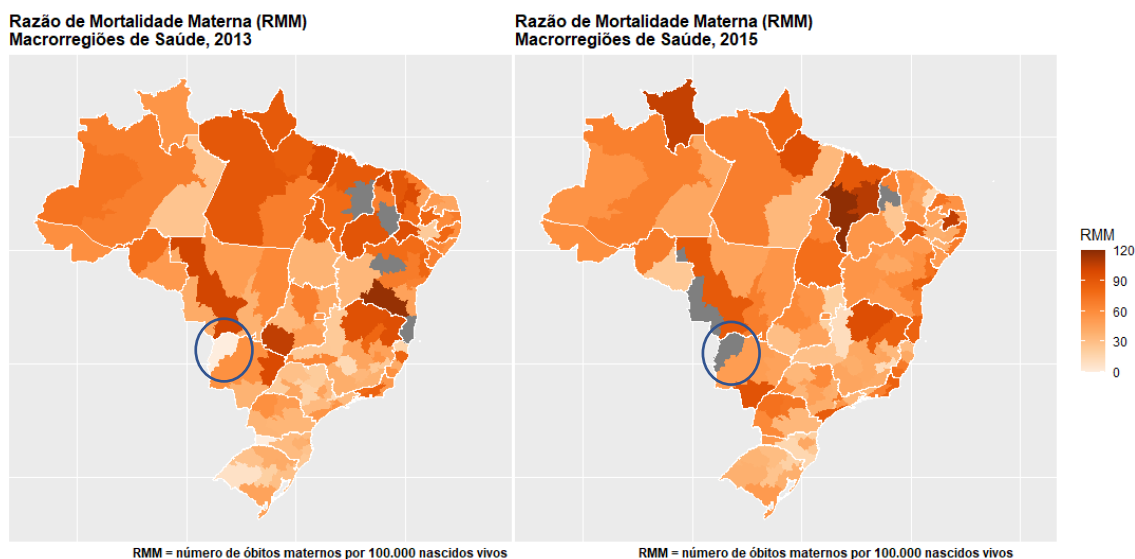 Razão de Mortalidade Materna (RMM)
Macrorregiões de Saúde, 2013
Razão de Mortalidade Materna (RMM)
Macrorregiões de Saúde, 2015
RMM
120
90
60
30
0
RMM = número de óbitos maternos por 100.000 nascidos vivos
RMM = número de óbitos maternos por 100.000 nascidos vivos